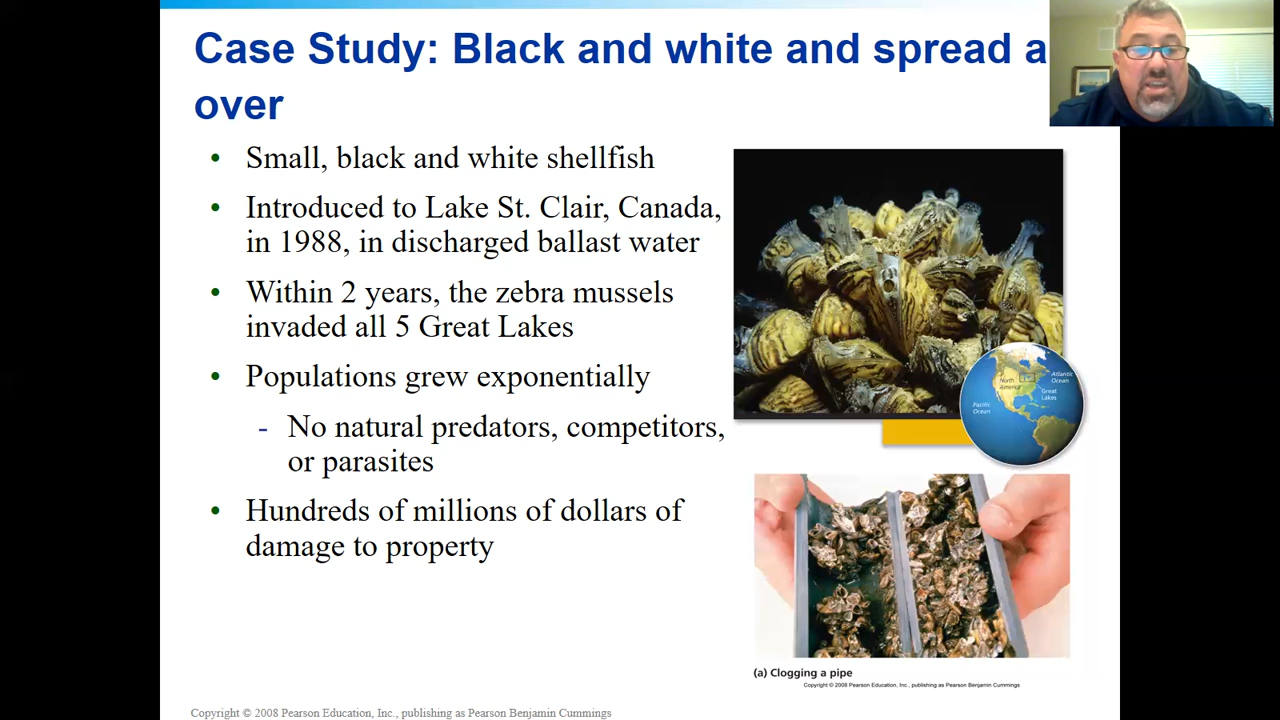 Case Study: Black and white and spread a
over
• Small, black and white shellfish
• Introduced to Lake St. Clair, Canada,
in 1988, in discharged ballast water
• Within 2 years, the zebra mussels
invaded all 5 Great Lakes
• Populations grew exponentially
- No natural predators, competitors,
or parasites
• Hundreds of millions of dollars of
damage to property
North
America
Atlantic
Ocean
Great
Lakes
Pacific
Ocean
(a) Clogging a pipe
Copyright © 2008 Pearson Education, Inc., publishing as Pearson Benjamin Cummings
Copyright © 2008 Pearson Education, Inc., publishing as Pearson Benjamin Cummings